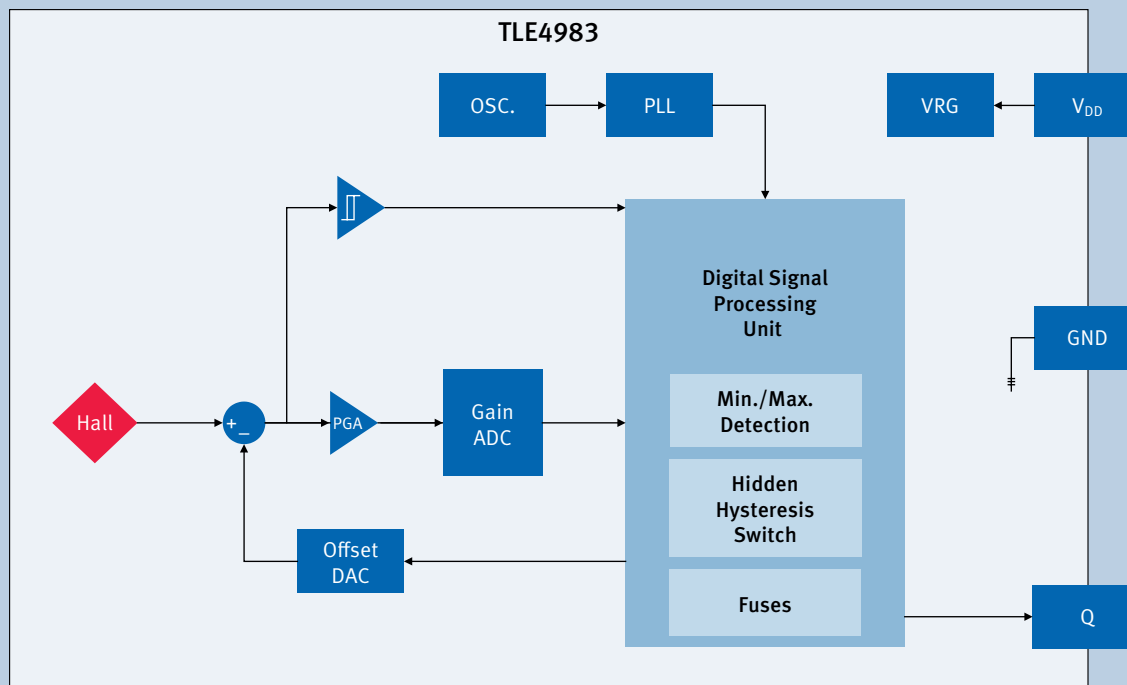 TLE4983
OSC.
PLL
VRG
VDD
Digital Signal
Processing
Unit
GND
Hall
+ –
PGA
Gain
ADC
Min./Max.
Detection
Hidden
Hysteresis
Switch
Offset
DAC
Fuses
Q